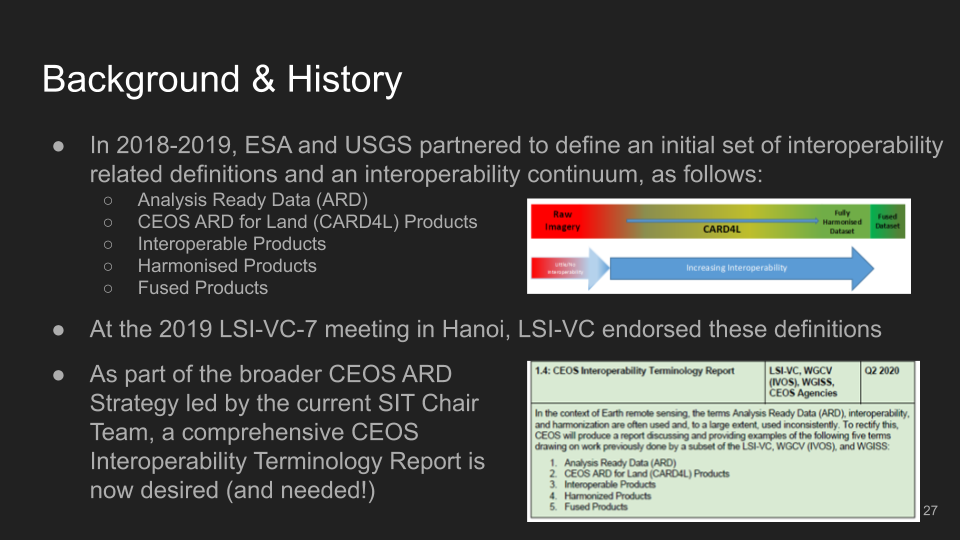 Background & History
● In 2018-2019, ESA and USGS partnered to define an initial set of interoperability
related definitions and an interoperability continuum, as follows:
○ Analysis Ready Data (ARD)
○ CEOS ARD for Land (CARD4L) Products
○ Interoperable Products
○ Harmonised Products
○ Fused Products
Raw
Imagery
CARD4L
Fully
Harmonised
Dataset
Fused
Dataset
Little/No
Interoperability
Increasing Interoperability
● At the 2019 LSI-VC-7 meeting in Hanoi, LSI-VC endorsed these definitions
● As part of the broader CEOS ARD
Strategy led by the current SIT Chair
Team, a comprehensive CEOS
Interoperability Terminology Report is
now desired (and needed!)
1.4: CEOS Interoperability Terminology Report
LSI-VC, WGCV
(IVOS), WGISS,
CEOS Agencies
Q2 2020
In the context of Earth remote sensing, the terms Analysis Ready Data (ARD), interoperability,
and harmonization are often used and, to a large extent, used inconsistently. To rectify this,
CEOS will produce a report discussing and providing examples of the following five terms
drawing on work previously done by a subset of the LSI-VC, WGCV (IVOS), and WGISS:
1. Analysis Ready Data (ARD)
2. CEOS ARD for Land (CARD4L) Products
3. Interoperable Products
4. Harmonized Products
5. Fused Products
27